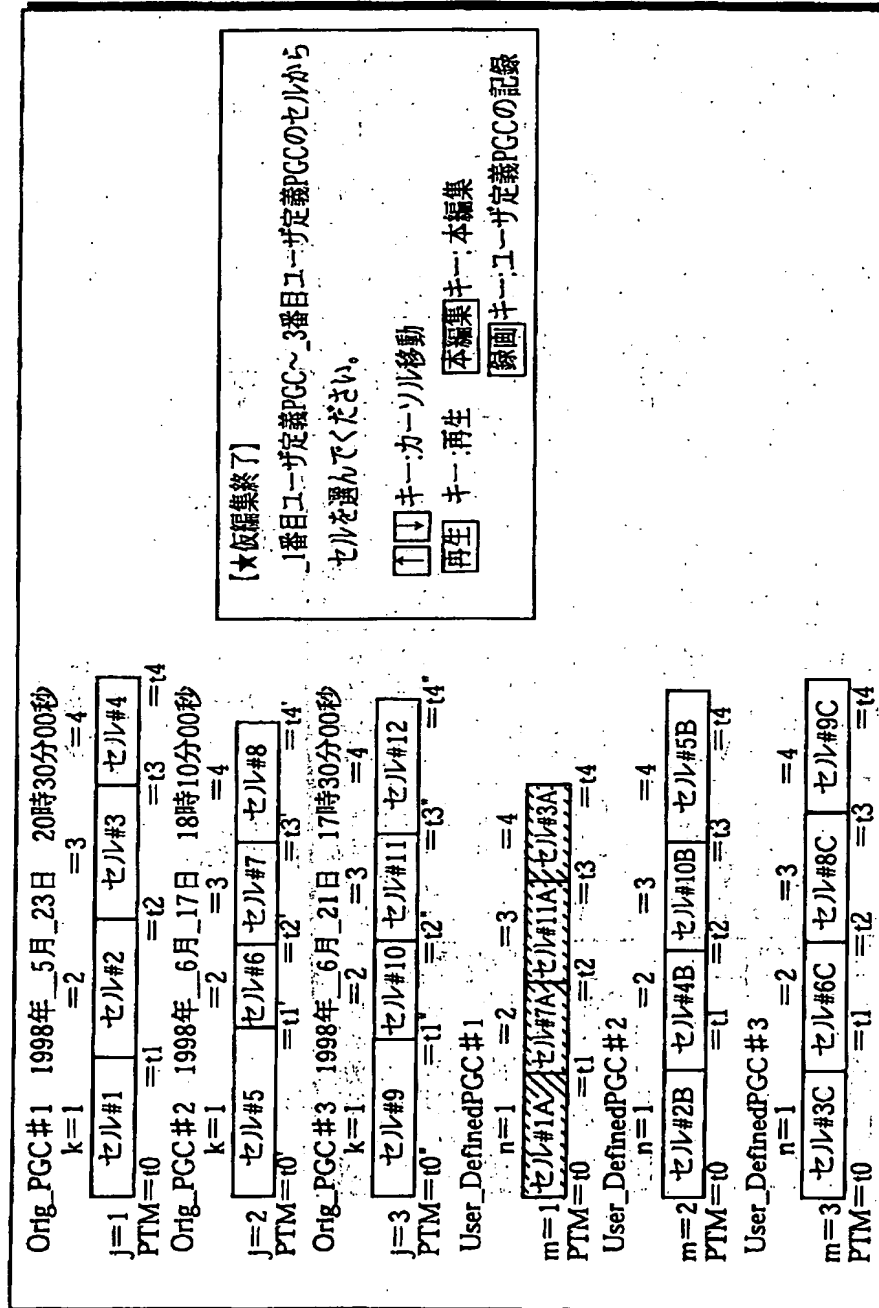 Orig_PGC#1 1998年_5月_23日 20時30分00秒
k=1 =2 =3 =4
j=1 セル#1 セル#2 セル#3 セル#4
PTM=t0 =t1 =t2 =t3 =t4
Orig_PGC#2 1998年_6月_17日 18時10分00秒
k=1 =2 =3 =4
j=2 セル#5 セル#6 セル#7 セル#8
PTM=t0' =t1' =t2' =t3' =t4'
Orig_PGC#3 1998年_6月_21日 17時30分00秒
k=1 =2 =3 =4
j=3 セル#9 セル#10 セル#11 セル#12
PTM=t0" =t1" =t2" =t3" =t4"
User_DefinedPGC#1
n=1 =2 =3 =4
m=1 セル#1A セル#7A セル#11A セル#3A
PTM=t0 =t1 =t2 =t3 =t4
User_DefinedPGC#2
n=1 =2 =3 =4
m=2 セル#2B セル#4B セル#10B セル#5B
PTM=t0 =t1 =t2 =t3 =t4
User_DefinedPGC#3
n=1 =2 =3 =4
m=3 セル#3C セル#6C セル#8C セル#9C
PTM=t0 =t1 =t2 =t3 =t4
【★仮編集終了】
_1番目ユーザ定義PGC~_3番目ユーザ定義PGCのセルから
セルを選んでください。
↑ ↓ キー:カーソル移動
再生 キー:再生 本編集 キー:本編集
録画 キー:ユーザ定義PGCの記録